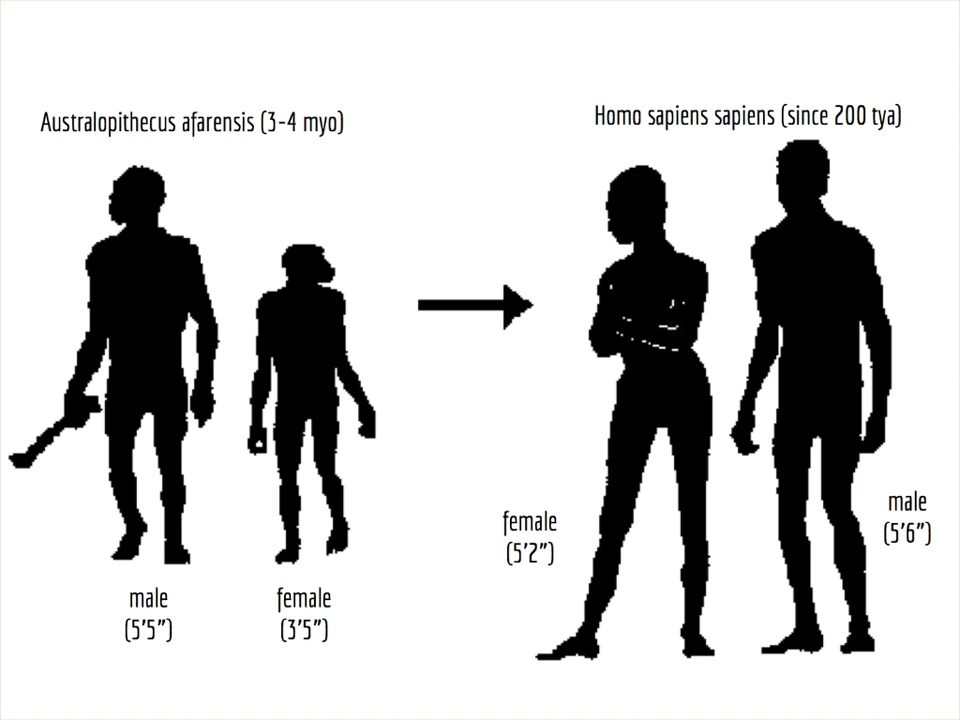 Australopithecus afarensis (3-4 myo)
Homo sapiens sapiens (since 200 tya)
male
(5'5")
female
(3'5")
female
(5'2")
male
(5'6")